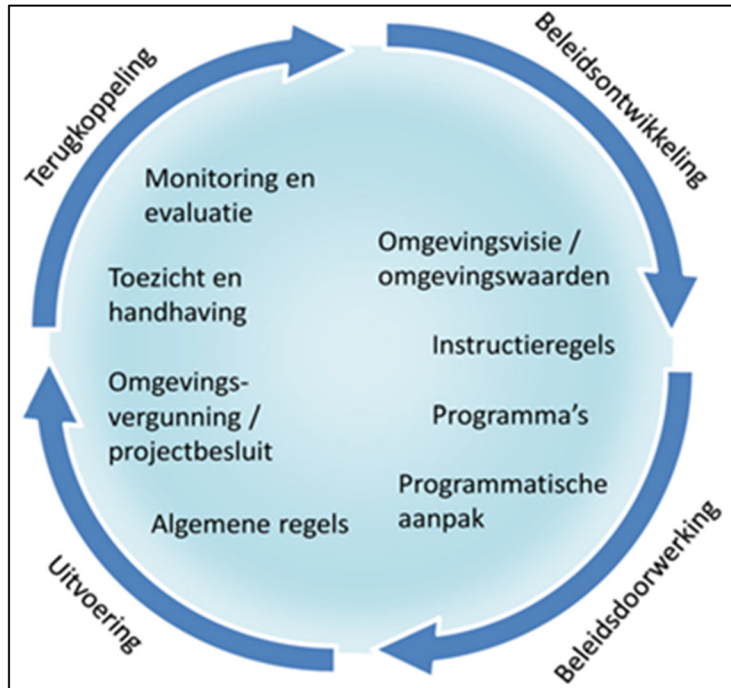 Beleidsontwikkeling
Omgevingsvisie /
omgevingswaarden
Instructieregels
Programma's
Programmatische
aanpak
Beleidsdoorwerking
Uitvoering
Algemene regels
Omgevings-
vergunning /
projectbesluit
Toezicht en
handhaving
Monitoring en
evaluatie
Terugkoppeling